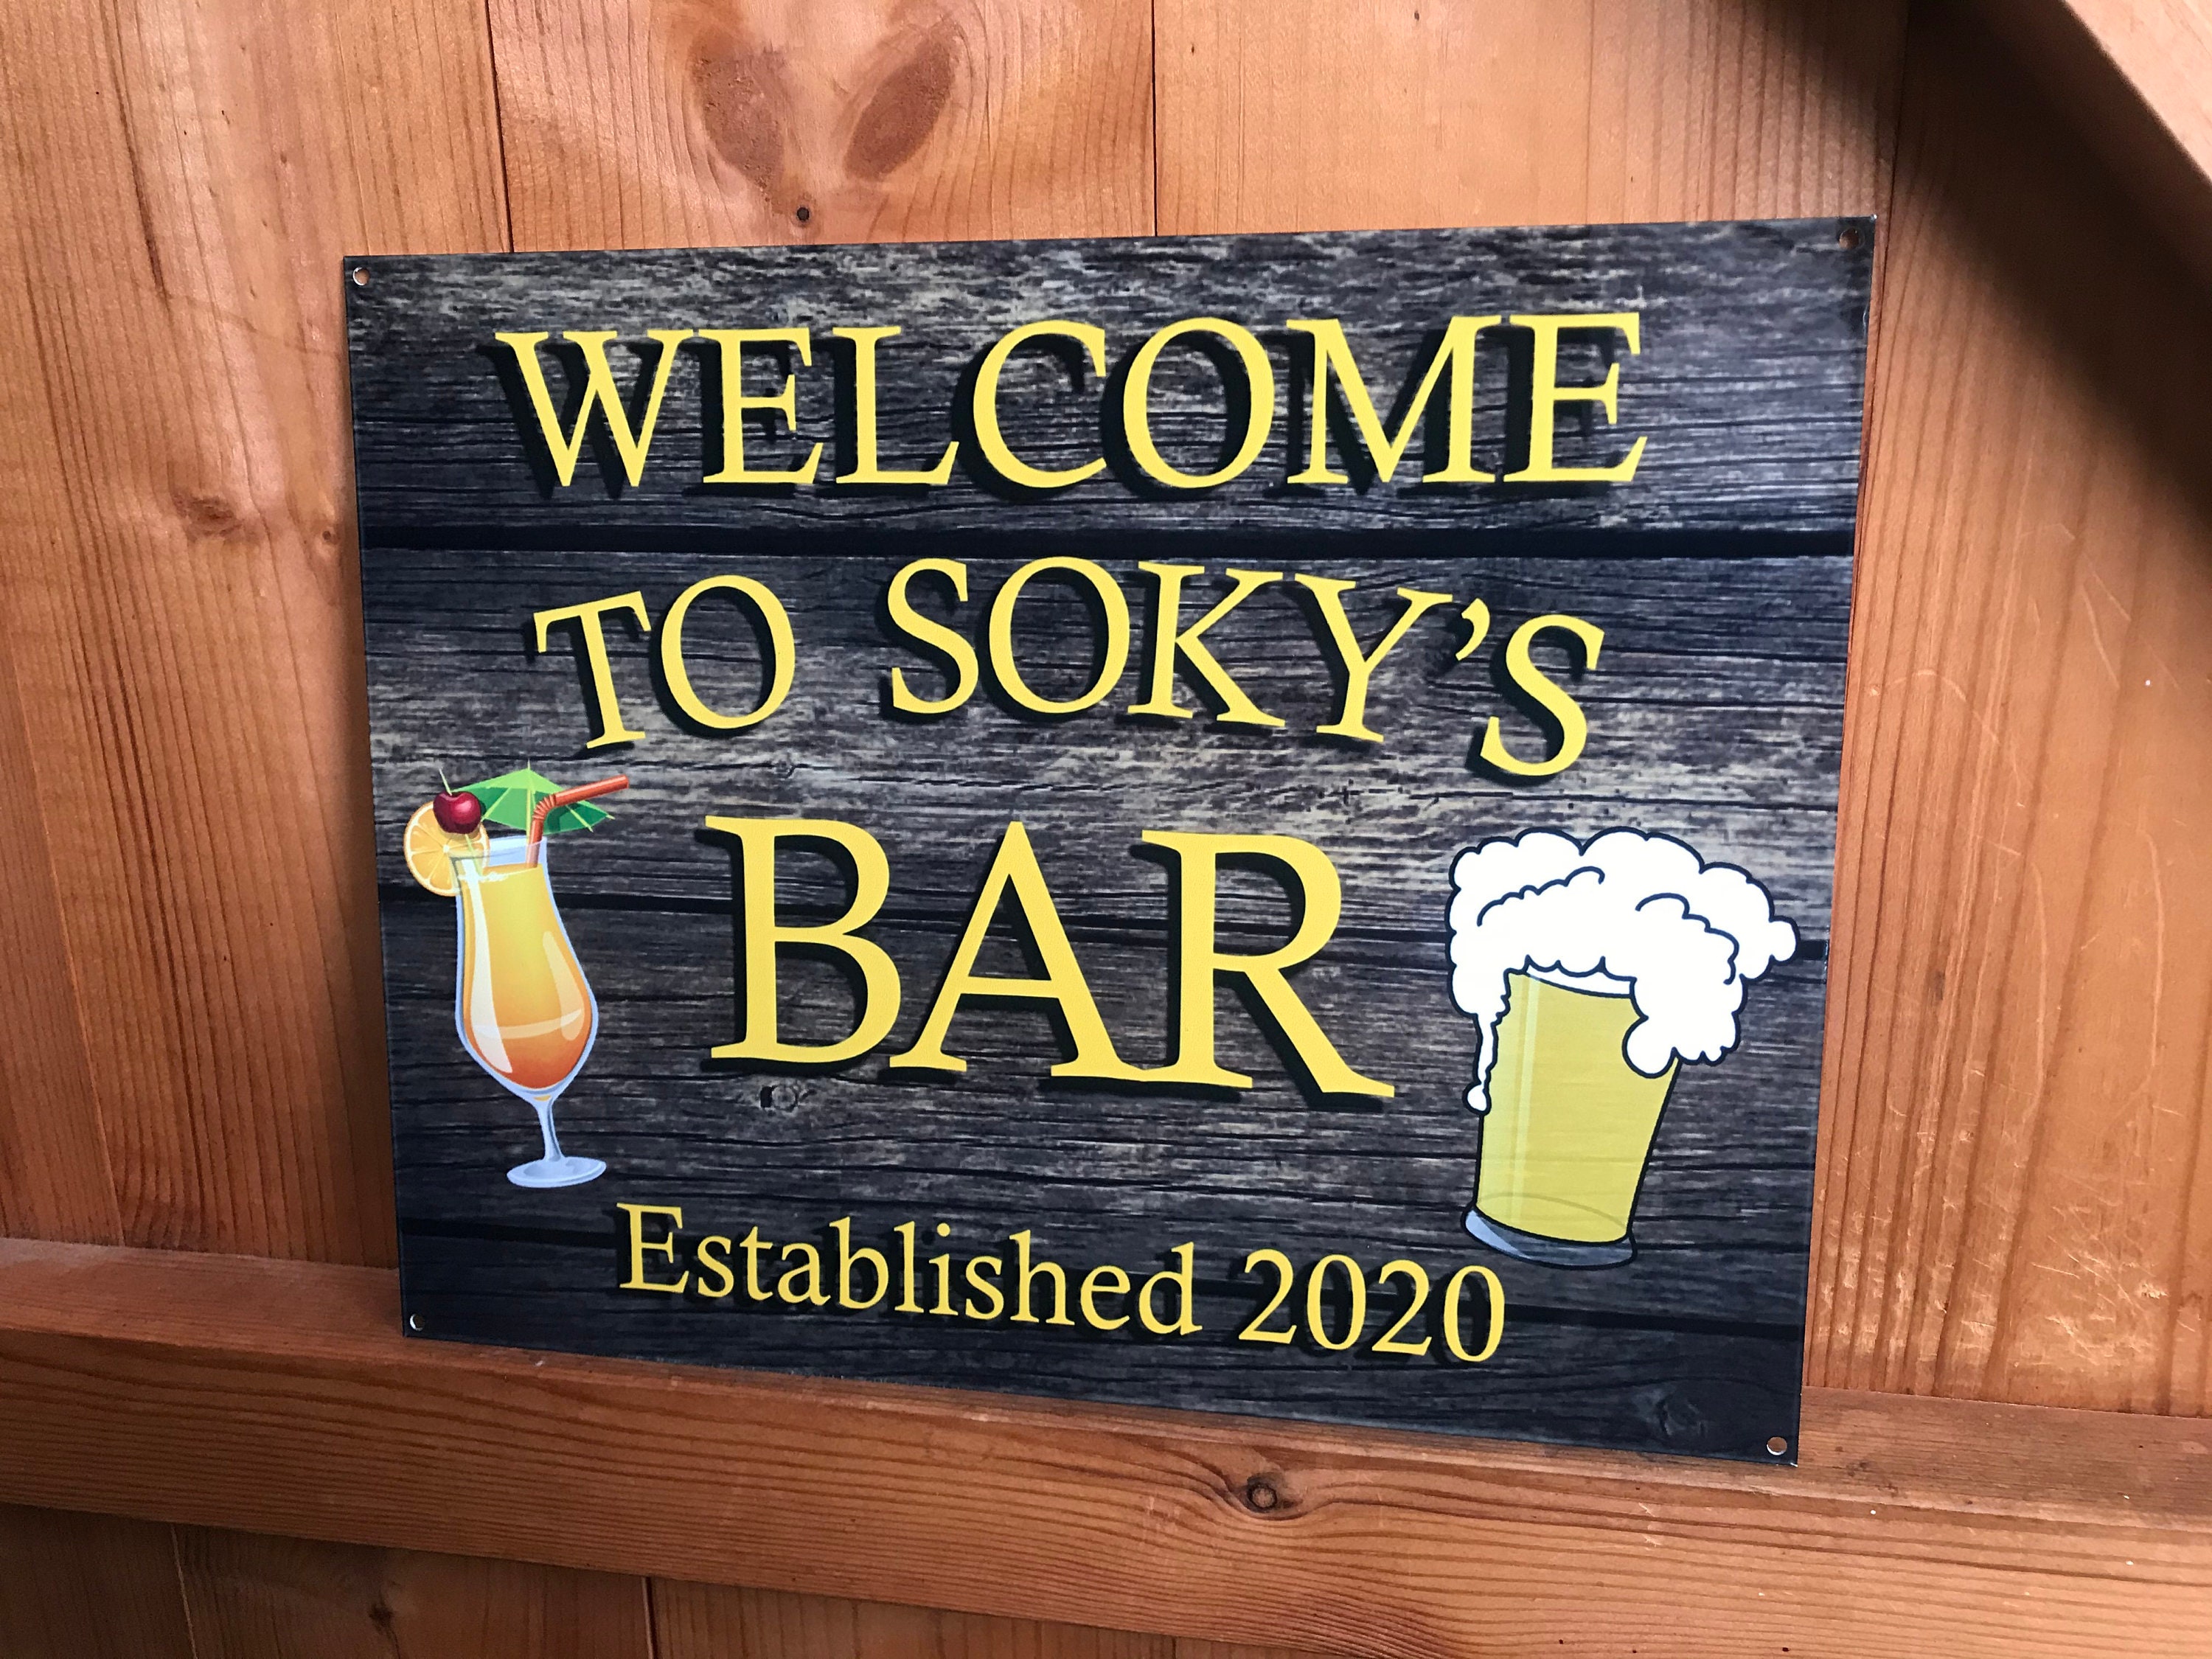 WELCOME
TO SOKY'S
BAR
Established 2020